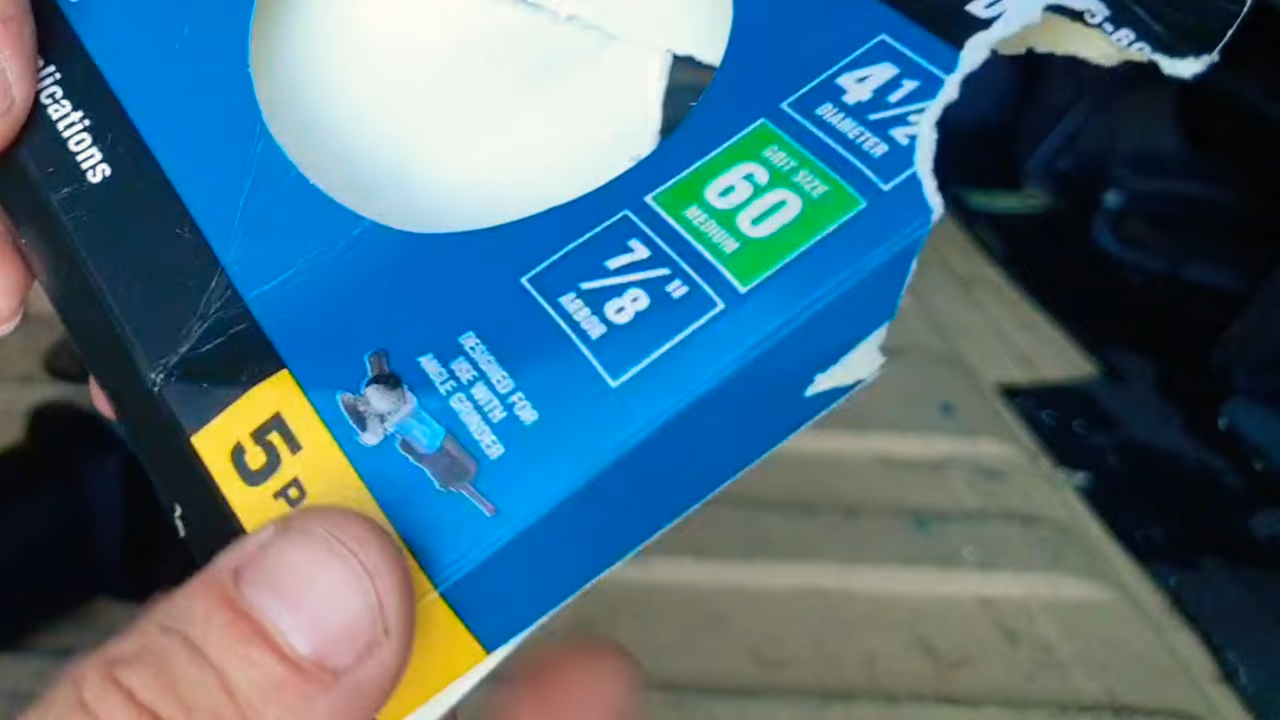 lications
4 1/2
DIAMETER
GRIT SIZE
60
MEDIUM
7/8"
ARBOR
DESIGNED FOR
USE WITH
ANGLE GRINDER
5 P